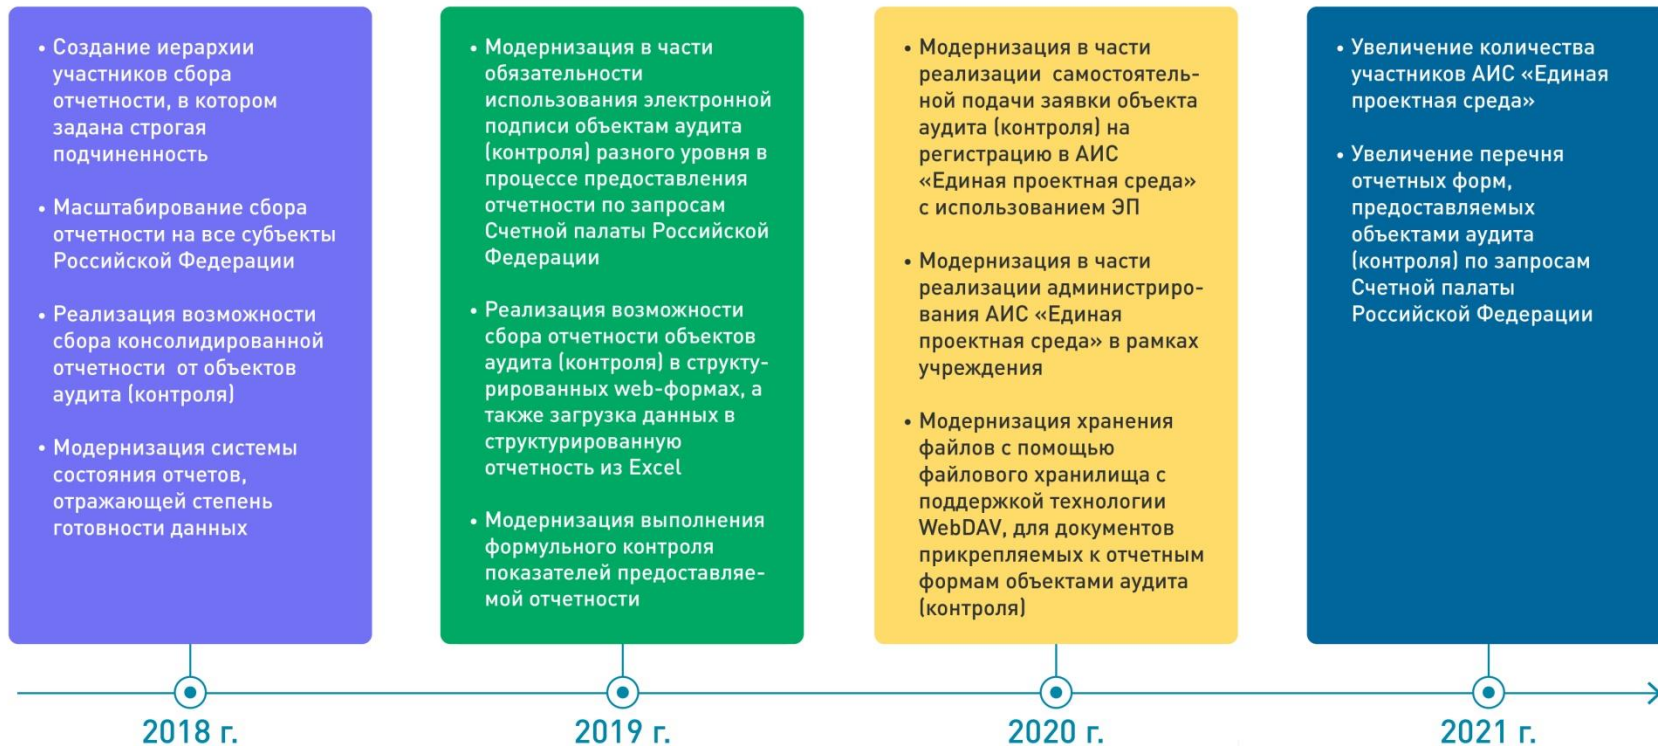 • Создание иерархии
участников сбора
отчетности, в котором
задана строгая
подчиненность
• Масштабирование сбора
отчетности на все субъекты
Российской Федерации
• Реализация возможности
сбора консолидированной
отчетности от объектов
аудита (контроля)
• Модернизация системы
состояния отчетов,
отражающей степень
готовности данных
• Модернизация в части
обязательности
использования электронной
подписи объектам аудита
(контроля) разного уровня в
процессе предоставления
отчетности по запросам
Счетной палаты Российской
Федерации
• Реализация возможности
сбора отчетности объектов
аудита (контроля) в структу-
рированных web-формах, а
также загрузка данных в
структурированную
отчетность из Excel
• Модернизация выполнения
формульного контроля
показателей предоставляе-
мой отчетности
• Модернизация в части
реализации самостоятель-
ной подачи заявки объекта
аудита (контроля) на
регистрацию в АИС
«Единая проектная среда»
с использованием ЭП
• Модернизация в части
реализации администриро-
вания АИС «Единая
проектная среда» в рамках
учреждения
• Модернизация хранения
файлов с помощью
файлового хранилища с
поддержкой технологии
WebDAV, для документов
прикрепляемых к отчетным
формам объектами аудита
(контроля)
• Увеличение количества
участников АИС «Единая
проектная среда»
• Увеличение перечня
отчетных форм,
предоставляемых
объектами аудита
(контроля) по запросам
Счетной палаты
Российской Федерации
2018 г.
2019 г.
2020 г.
2021 г.